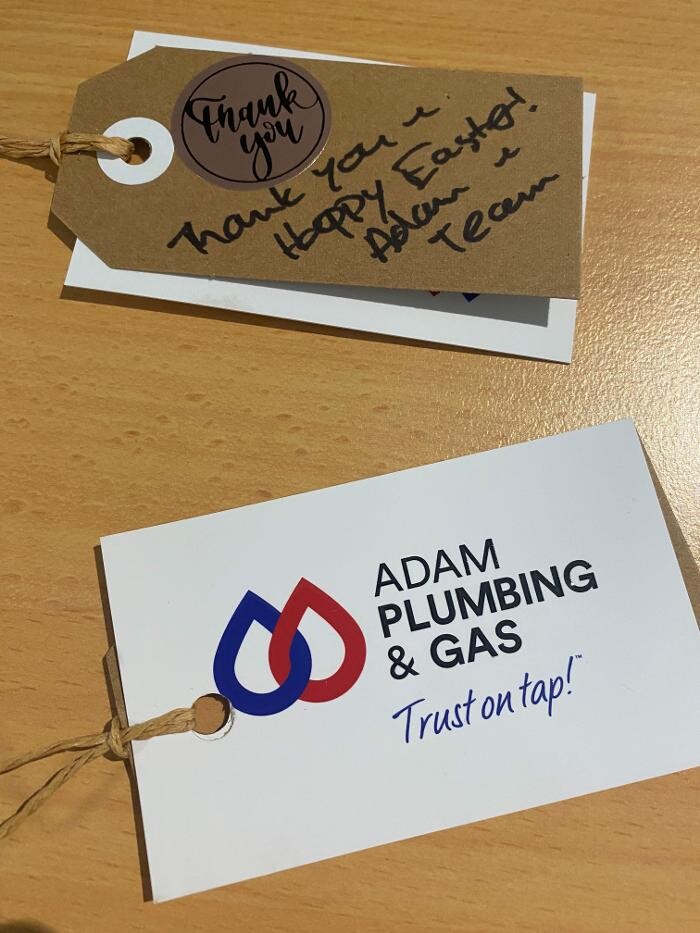 Thank
you
Thank you n
Happy Easter!
Adam n
Team
ADAM
PLUMBING
& GAS
Trust on tap!™